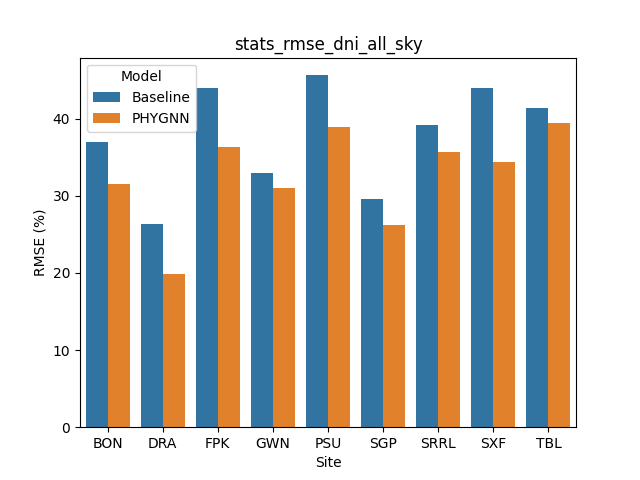 stats_rmse_dni_all_sky
Model
Baseline
PHYGNN
RMSE (%)
40
30
20
10
0
BON DRA FPK GWN PSU SGP SRRL SXF TBL
Site